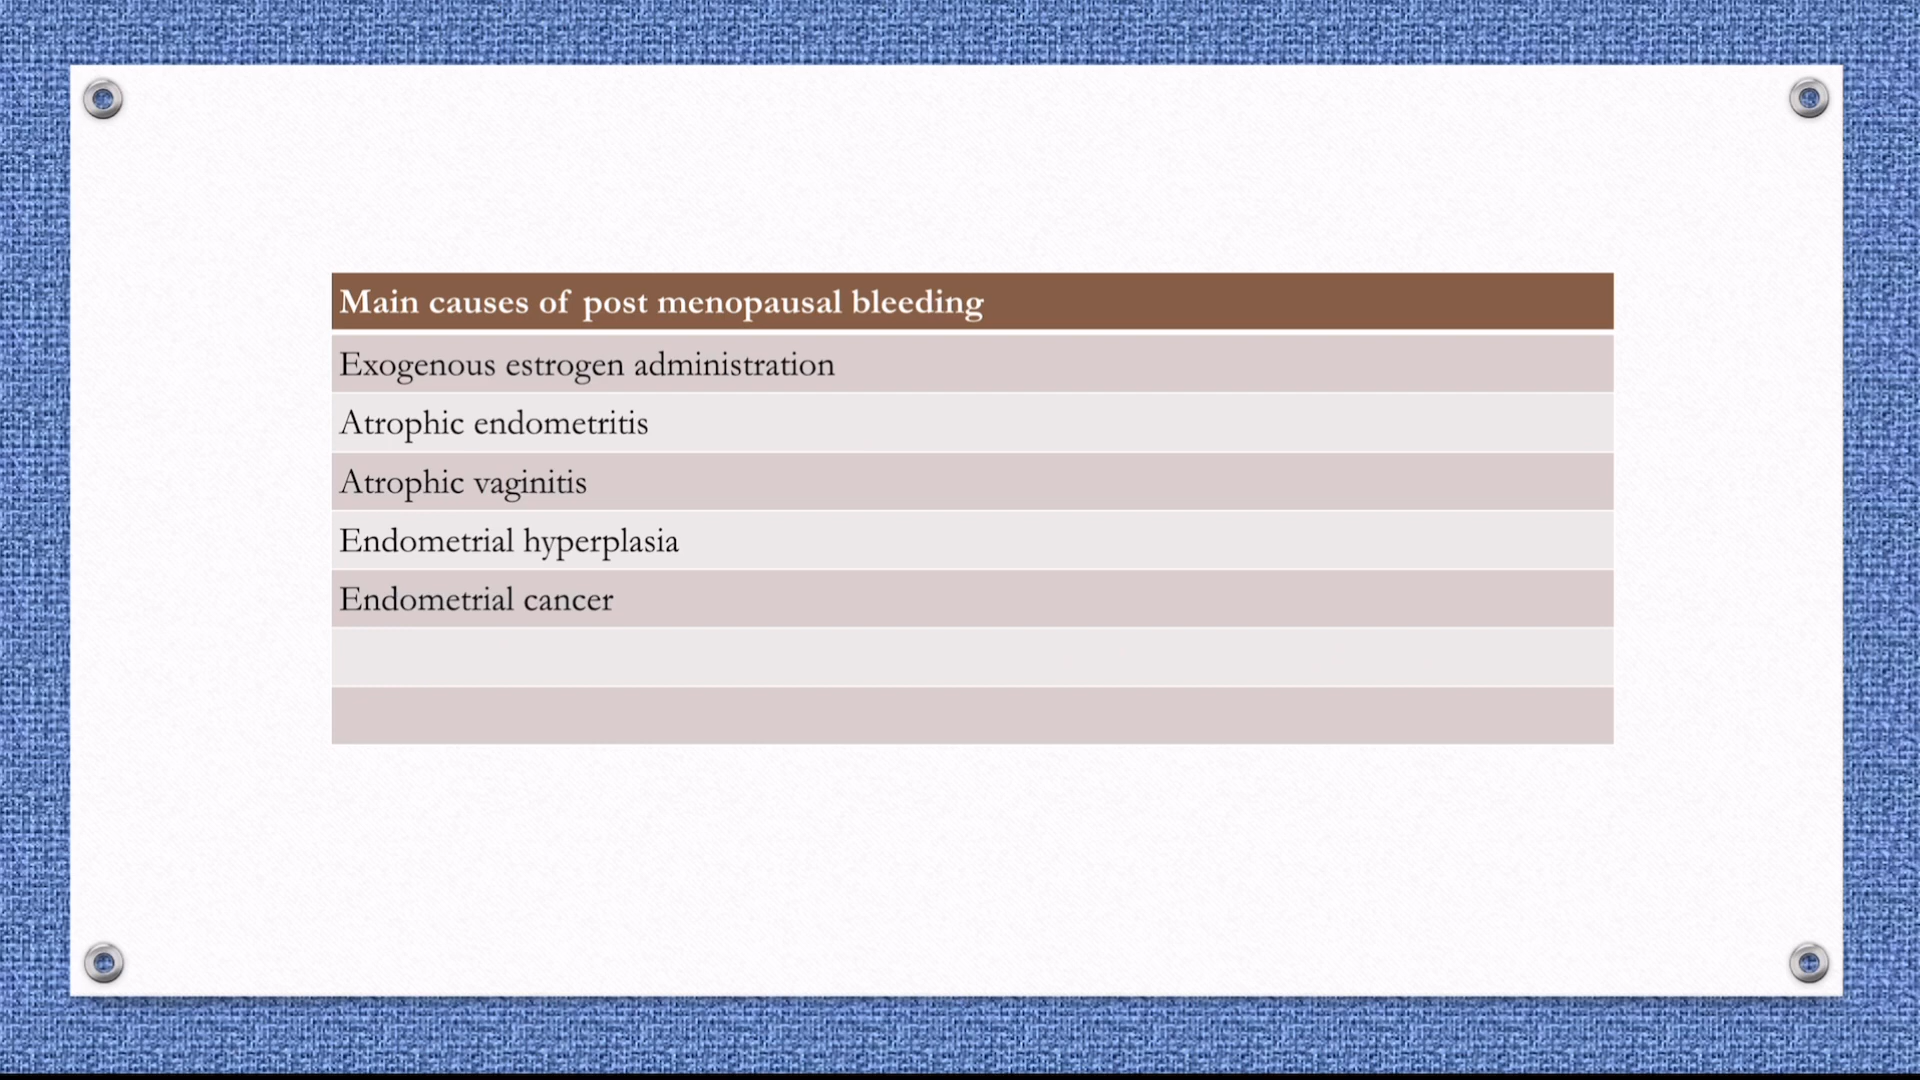 Main causes of post menopausal bleeding
Exogenous estrogen administration
Atrophic endometritis
Atrophic vaginitis
Endometrial hyperplasia
Endometrial cancer